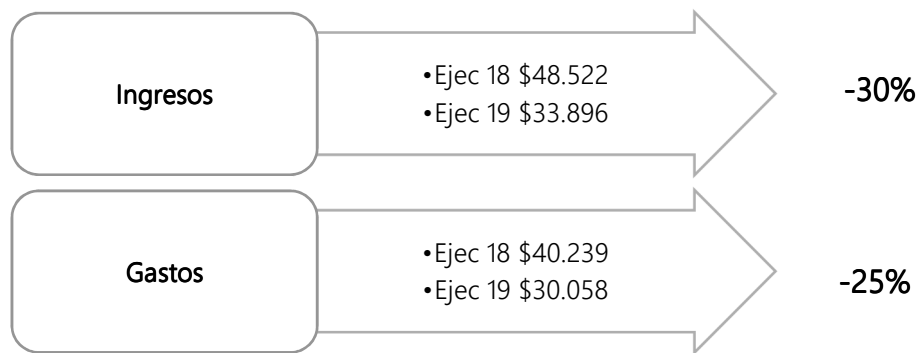 Ingresos
•Ejec 18 $48.522
•Ejec 19 $33.896
-30%
Gastos
•Ejec 18 $40.239
•Ejec 19 $30.058
-25%